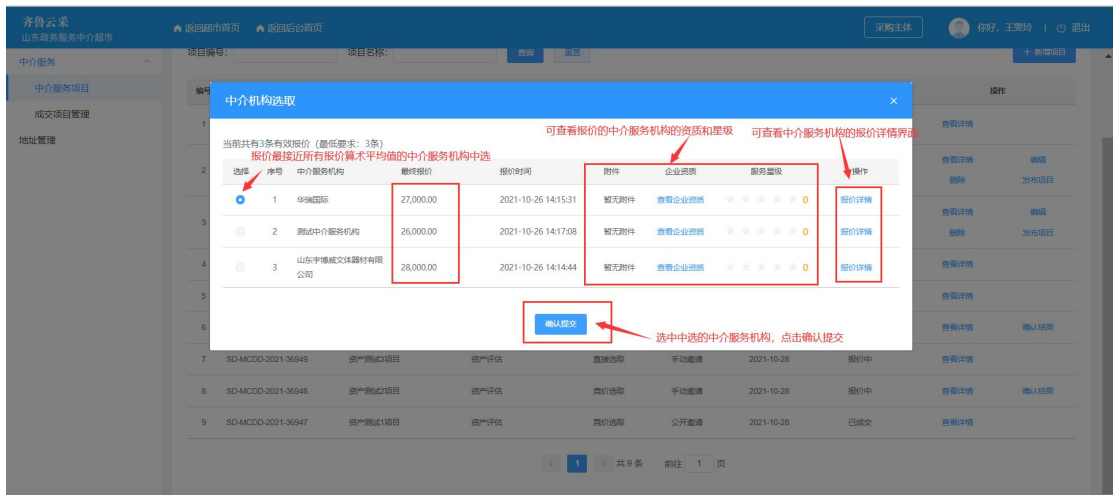 齐鲁云采
山东政务服务中介超市
返回超市首页 返回后台首页 采购主体 你好，王雯玲 | 退出
中介服务
中介服务项目
成交项目管理
地址管理
项目编号： 项目名称： 查询 重置 + 新增项目
编号 操作
中介机构选取 ×
可查看报价的中介服务机构的资质和星级 可查看中介服务机构的报价详情界面
当前共有3条有效报价（最低要求：3条）
报价最接近所有报价算术平均值的中介服务机构中选
选择 序号 中介服务机构 最终报价 报价时间 附件 企业资质 服务星级 操作
1 华瑞国际 27,000.00 2021-10-26 14:15:31 暂无附件 查看企业资质 0 报价详情
2 测试中介服务机构 26,000.00 2021-10-26 14:17:08 暂无附件 查看企业资质 0 报价详情
3 山东宇博威文体器材有限公司 28,000.00 2021-10-26 14:14:44 暂无附件 查看企业资质 0 报价详情
确认提交
选中中选的中介服务机构，点击确认提交
1 查看详情
2 查看详情 编辑
删除 发布项目
3 查看详情 编辑
删除 发布项目
4 查看详情
5 查看详情
6 查看详情 确认结果
7 SD-MCDD-2021-36949 资产测试3项目 资产评估 直接选取 手动邀请 2021-10-28 报价中 查看详情
8 SD-MCDD-2021-36948 资产测试2项目 资产评估 竞价选取 手动邀请 2021-10-28 报价中 查看详情 确认结果
9 SD-MCDD-2021-36947 资产测试1项目 资产评估 竞价选取 公开邀请 2021-10-28 已成交 查看详情
< 1 > 共 9 条 前往 1 页